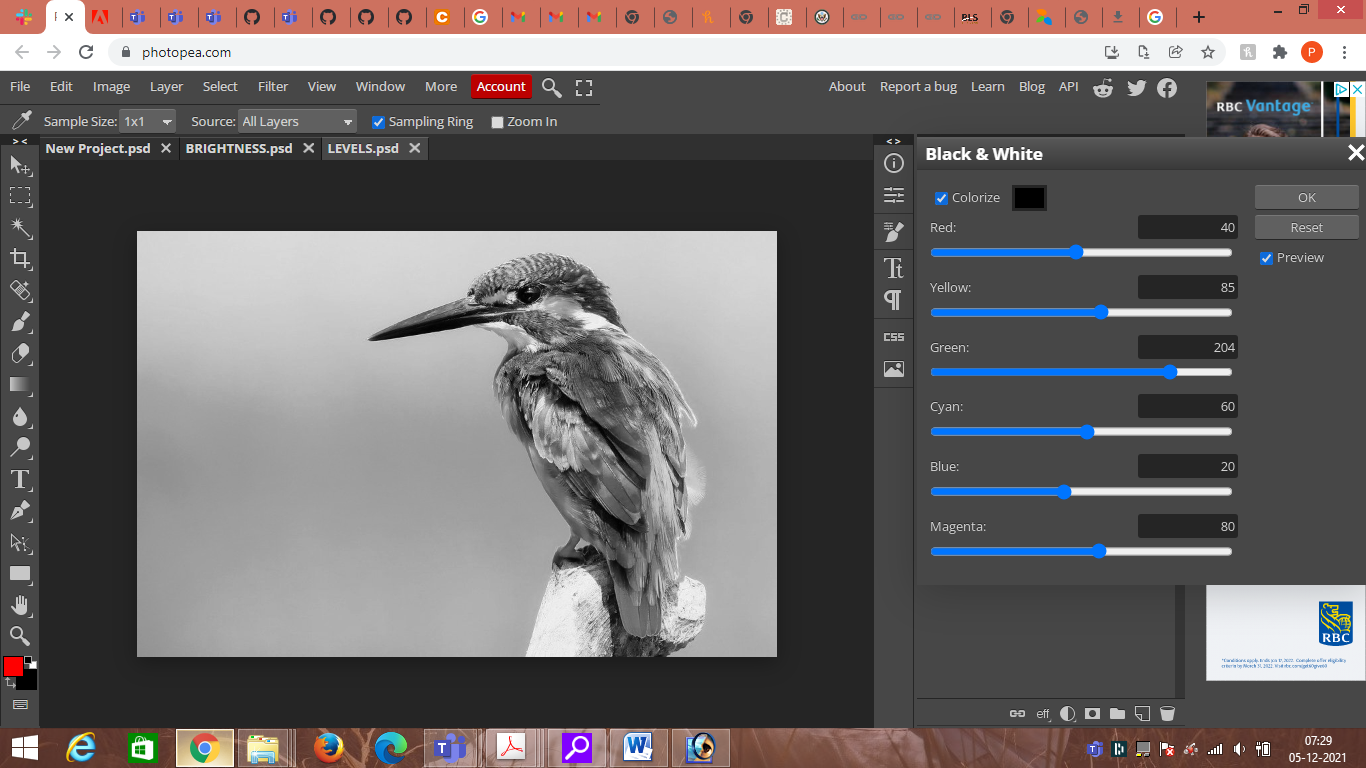 photopea.com
P
File Edit Image Layer Select Filter View Window More Account
About Report a bug Learn Blog API
Sample Size: 1x1 Source: All Layers Sampling Ring Zoom In
RBC Vantage
New Project.psd BRIGHTNESS.psd LEVELS.psd
Black & White
Colorize
OK
Red: 40
Reset
Preview
Yellow: 85
Green: 204
Cyan: 60
Blue: 20
Magenta: 80
CSS
RBC
eff
07:29
05-12-2021